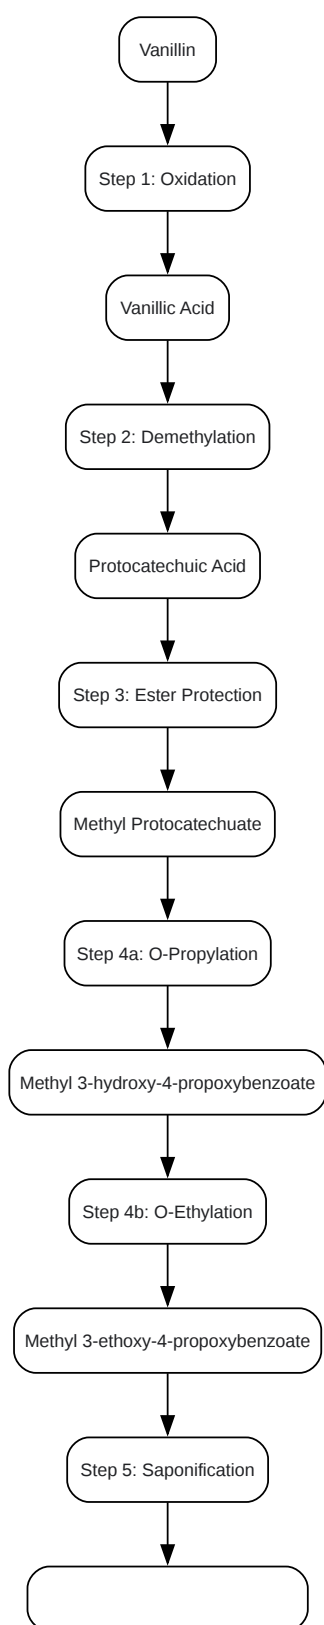 Vanillin
Step 1: Oxidation
Vanillic Acid
Step 2: Demethylation
Protocatechuic Acid
Step 3: Ester Protection
Methyl Protocatechuate
Step 4a: O-Propylation
Methyl 3-hydroxy-4-propoxybenzoate
Step 4b: O-Ethylation
Methyl 3-ethoxy-4-propoxybenzoate
Step 5: Saponification